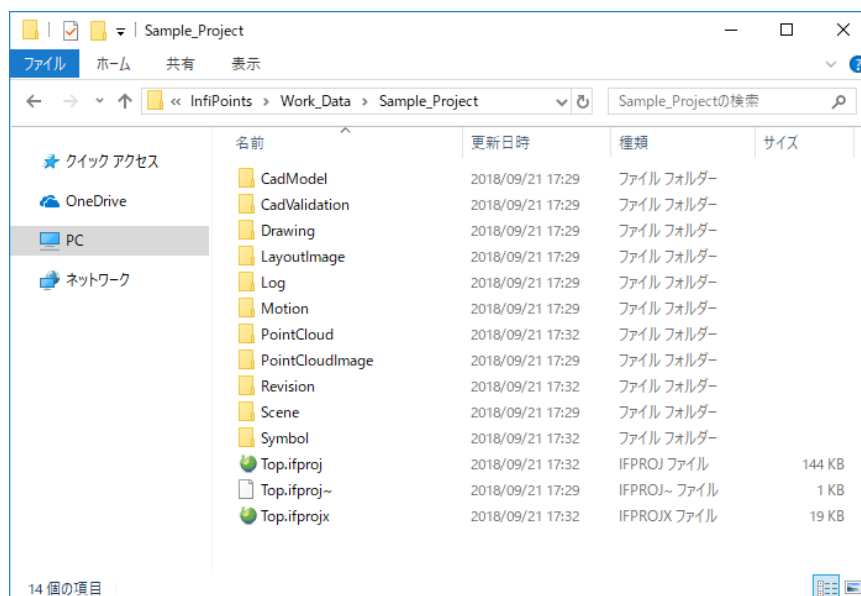 Sample_Project
ファイル ホーム 共有 表示
« InfiPoints > Work_Data > Sample_Project Sample_Projectの検索
名前 更新日時 種類 サイズ
クイック アクセス
OneDrive
PC
ネットワーク
CadModel 2018/09/21 17:29 ファイル フォルダー
CadValidation 2018/09/21 17:29 ファイル フォルダー
Drawing 2018/09/21 17:29 ファイル フォルダー
LayoutImage 2018/09/21 17:29 ファイル フォルダー
Log 2018/09/21 17:29 ファイル フォルダー
Motion 2018/09/21 17:29 ファイル フォルダー
PointCloud 2018/09/21 17:32 ファイル フォルダー
PointCloudImage 2018/09/21 17:29 ファイル フォルダー
Revision 2018/09/21 17:32 ファイル フォルダー
Scene 2018/09/21 17:29 ファイル フォルダー
Symbol 2018/09/21 17:32 ファイル フォルダー
Top.ifproj 2018/09/21 17:32 IFPROJ ファイル 144 KB
Top.ifproj~ 2018/09/21 17:29 IFPROJ~ ファイル 1 KB
Top.ifprojx 2018/09/21 17:32 IFPROJX ファイル 19 KB
14 個の項目